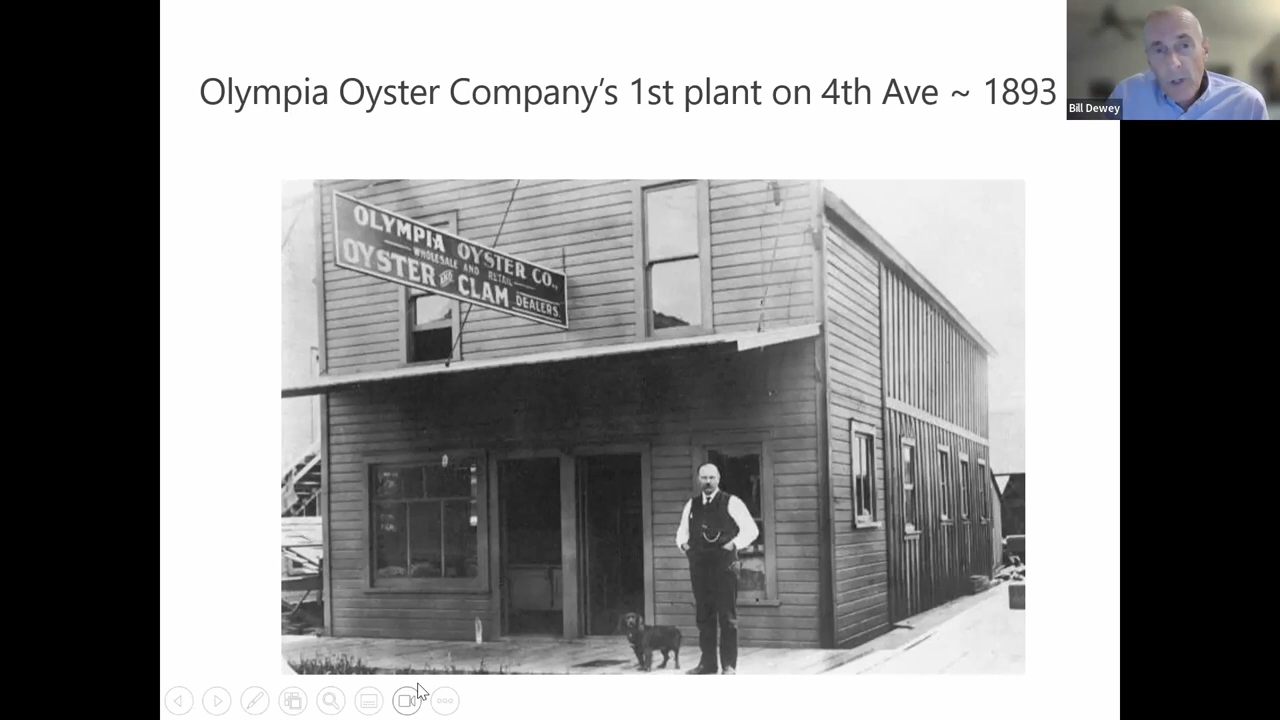 Olympia Oyster Company’s 1st plant on 4th Ave ~ 1893
Bill Dewey
OLYMPIA OYSTER CO.,
WHOLESALE AND RETAIL
OYSTER AND CLAM DEALERS.